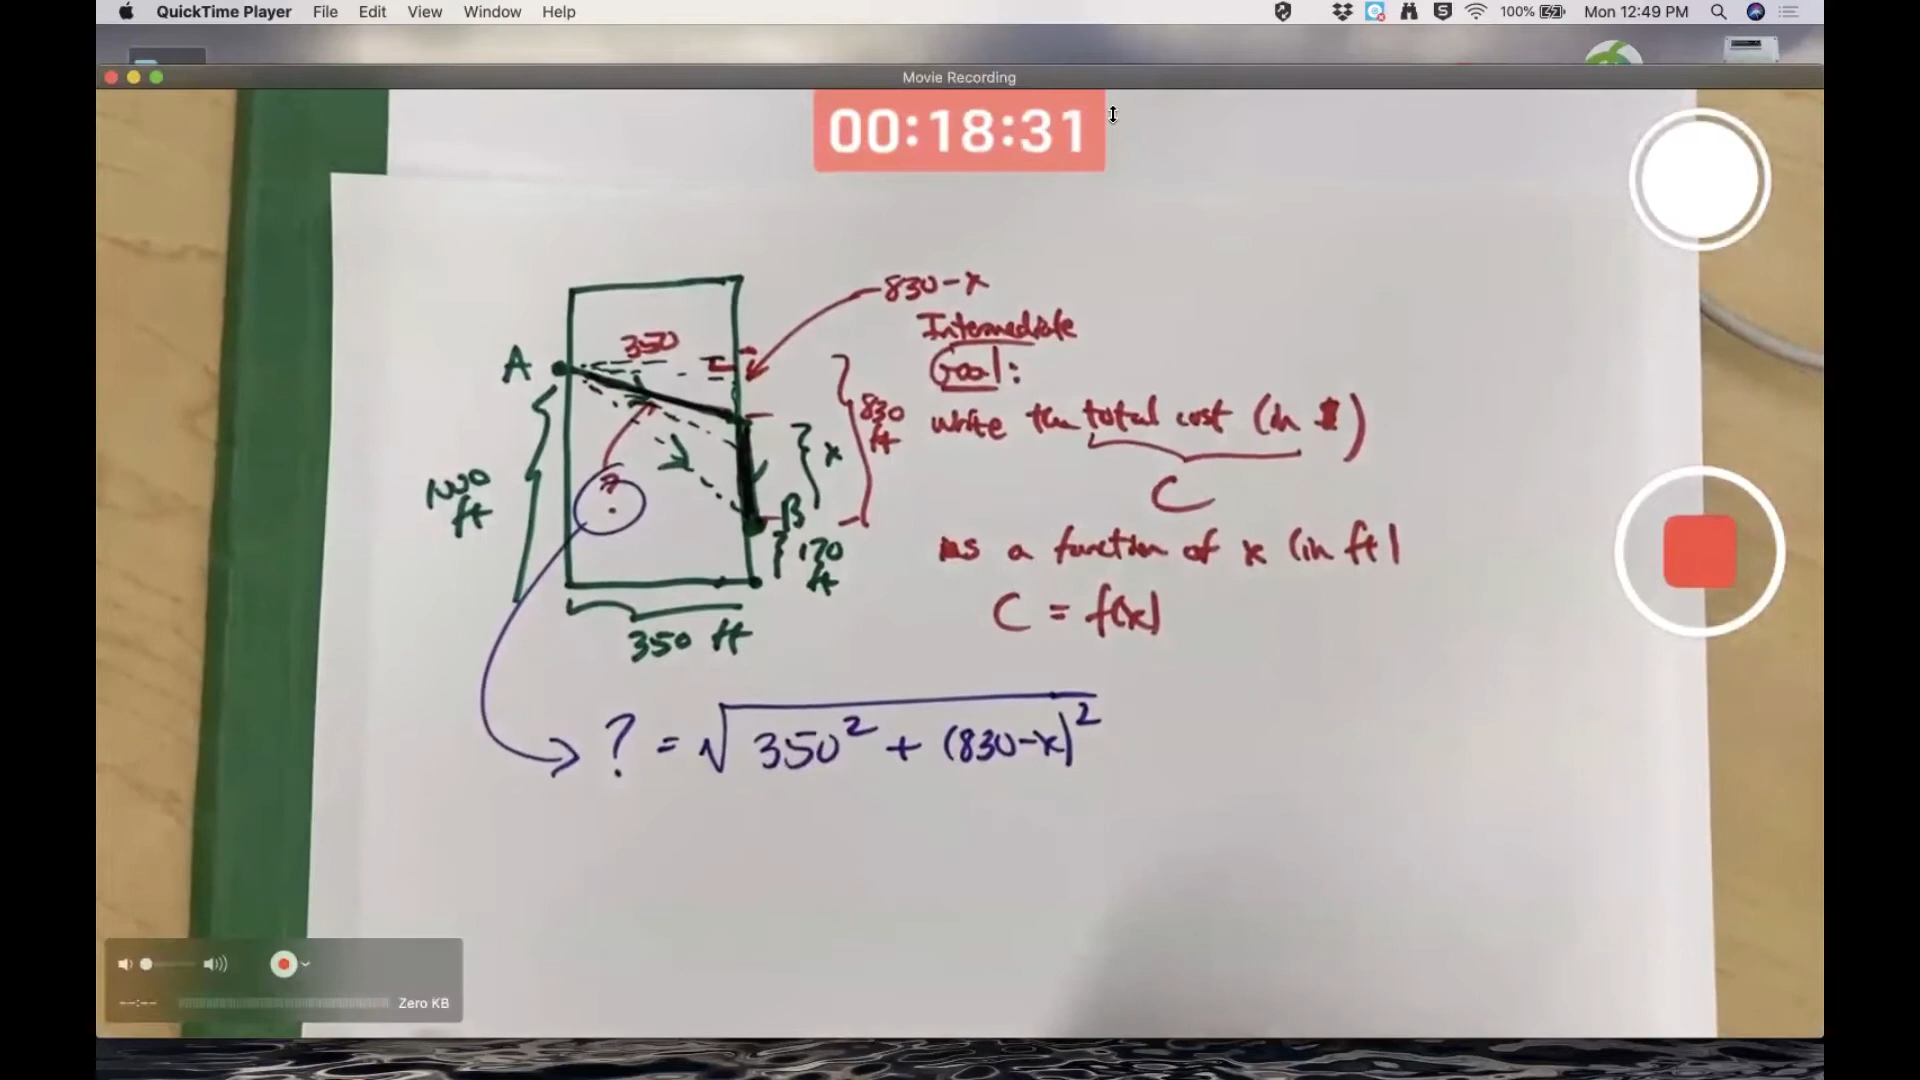 QuickTime Player File Edit View Window Help 100% Mon 12:49 PM
Movie Recording
00:18:31
830-x
Intermediate
Goal:
350
A
830
ft
write the total cost (in $)
x
C
1000
ft
?
B
170
ft
as a function of x (in ft)
C = f(x)
350 ft
? = √350² + (830-x)²
--:--
Zero KB